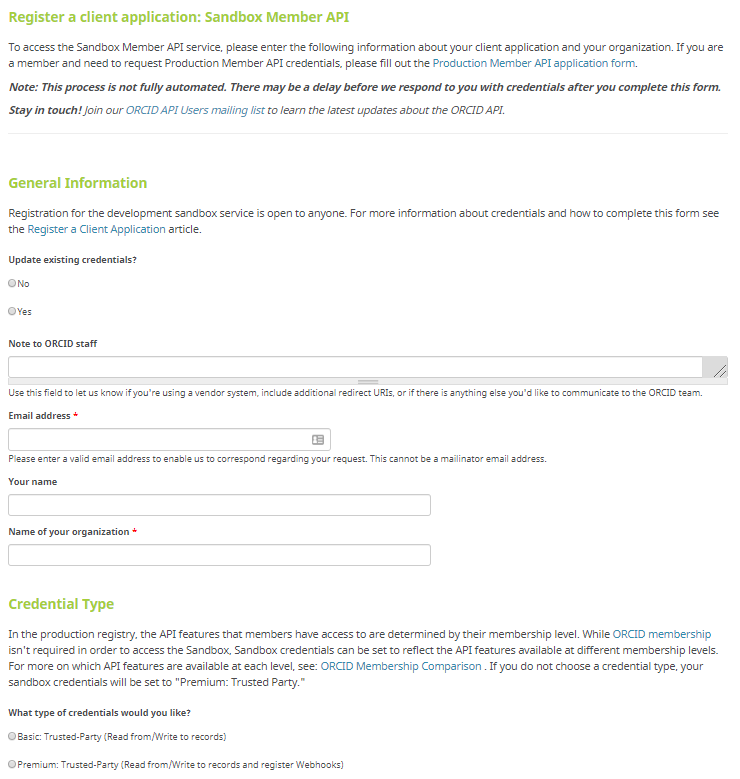 Register a client application: Sandbox Member API
To access the Sandbox Member API service, please enter the following information about your client application and your organization. If you are
a member and need to request Production Member API credentials, please fill out the Production Member API application form.
Note: This process is not fully automated. There may be a delay before we respond to you with credentials after you complete this form.
Stay in touch! Join our ORCID API Users mailing list to learn the latest updates about the ORCID API.
General Information
Registration for the development sandbox service is open to anyone. For more information about credentials and how to complete this form see
the Register a Client Application article.
Update existing credentials?
No
Yes
Note to ORCID staff
Use this field to let us know if you're using a vendor system, include additional redirect URIs, or if there is anything else you'd like to communicate to the ORCID team.
Email address *
Please enter a valid email address to enable us to correspond regarding your request. This cannot be a mailinator email address.
Your name
Name of your organization *
Credential Type
In the production registry, the API features that members have access to are determined by their membership level. While ORCID membership
isn't required in order to access the Sandbox, Sandbox credentials can be set to reflect the API features available at different membership levels.
For more on which API features are available at each level, see: ORCID Membership Comparison . If you do not choose a credential type, your
sandbox credentials will be set to "Premium: Trusted Party."
What type of credentials would you like?
Basic: Trusted-Party (Read from/Write to records)
Premium: Trusted-Party (Read from/Write to records and register Webhooks)